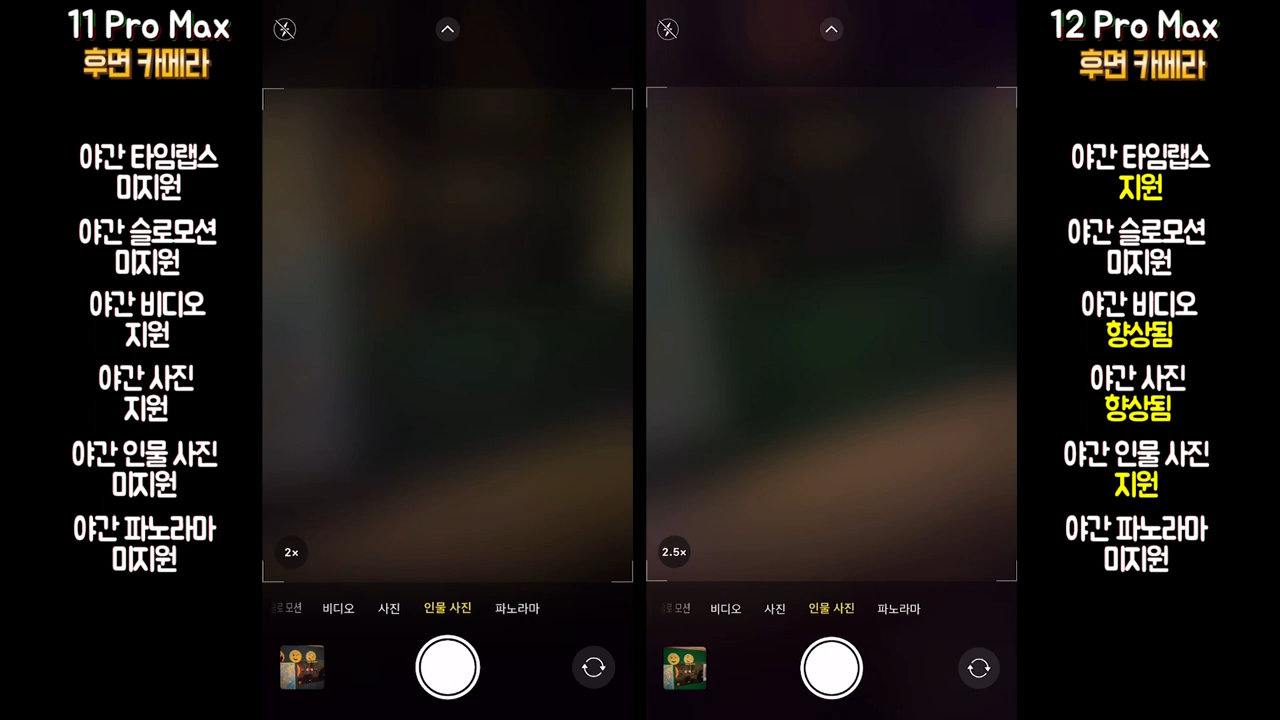 11 Pro Max
후면 카메라
야간 타임랩스
미지원
야간 슬로모션
미지원
야간 비디오
지원
야간 사진
지원
야간 인물 사진
미지원
야간 파노라마
미지원
2×
모션 비디오 사진 인물 사진 파노라마
2.5×
모션 비디오 사진 인물 사진 파노라마
12 Pro Max
후면 카메라
야간 타임랩스
지원
야간 슬로모션
미지원
야간 비디오
향상됨
야간 사진
향상됨
야간 인물 사진
지원
야간 파노라마
미지원